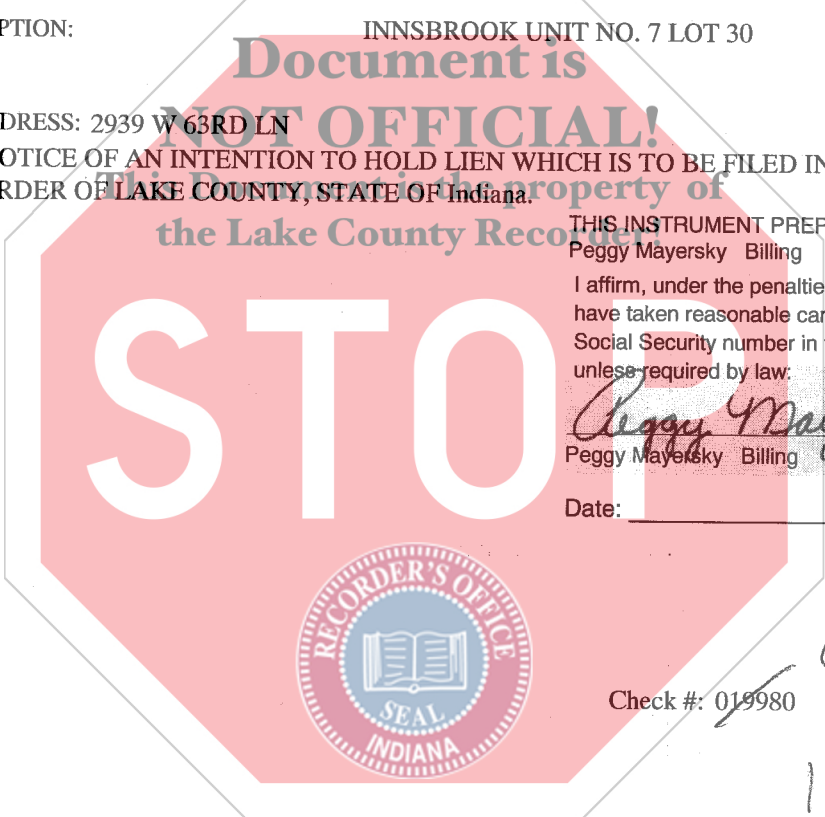 PTION: INNSBROOK UNIT NO. 7 LOT 30
Document is
NOT OFFICIAL!
DRESS: 2939 W 63RD LN
OTICE OF AN INTENTION TO HOLD LIEN WHICH IS TO BE FILED IN
RDER OF LAKE COUNTY, STATE OF Indiana.
This Document is the property of
the Lake County Recorder!
THIS INSTRUMENT PREP
Peggy Mayersky Billing
I affirm, under the penaltie
have taken reasonable car
Social Security number in
unless required by law:
Peggy Ma
Peggy Mayersky Billing
Date:
STOP
RECORDER'S OFFICE
SEAL
INDIANA
Check #: 019980